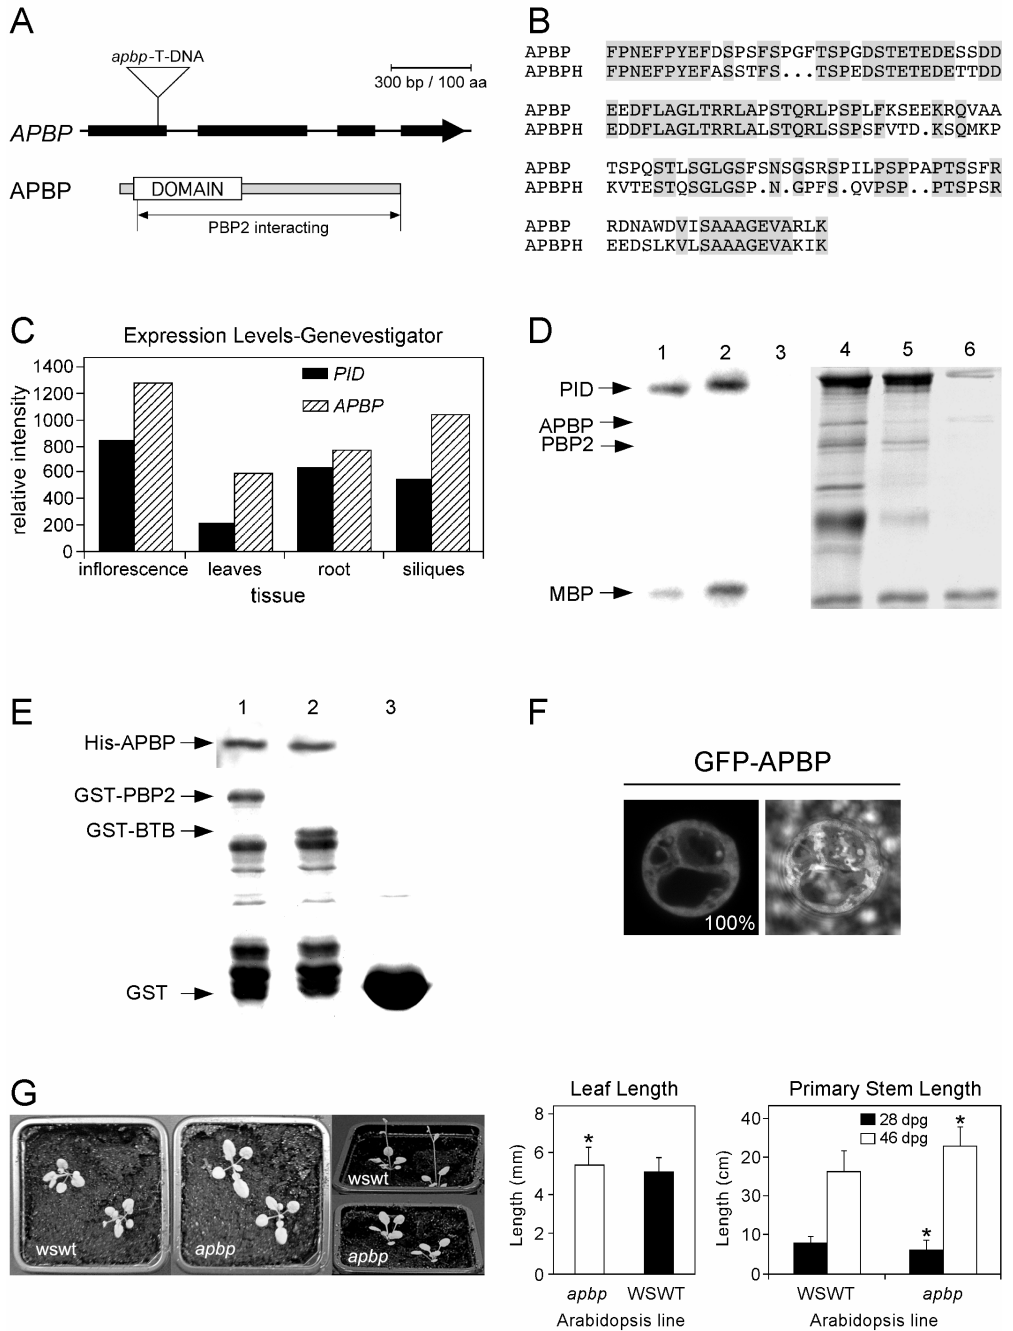 A
apbp-T-DNA
300 bp / 100 aa
APBP
APBP
DOMAIN
PBP2 interacting
B
APBP FPNEFPYEFDSPSFSPGFTSPGDSTETEDESSDD
APBPH FPNEFPYEFASSTFS...TSPEDSTETEDETTDD
APBP EEDFLAGLTRRLAPSTQRLPSPLFKSEEKRQVAA
APBPH EDDFLAGLTRRLALSTQRLSSPSFVTD.KSQMKP
APBP TSPQSTLSGLGSFSNSGSRSPILPSPPAPTSSFR
APBPH KVTESTQSGLGSP.N.GPFS.QVPSP..PTSPSR
APBP RDNAWDVISAAAGEVARLK
APBPH EEDSLKVLSAAAGEVAKIK
C
Expression Levels-Genevestigator
relative intensity
1400
1200
1000
800
600
400
200
0
PID
APBP
inflorescence leaves root siliques
tissue
D
1 2 3 4 5 6
PID
APBP
PBP2
MBP
E
1 2 3
His-APBP
GST-PBP2
GST-BTB
GST
F
GFP-APBP
100%
G
wswt
apbp
wswt
apbp
Leaf Length
Length (mm)
8
6
4
2
0
*
apbp WSWT
Arabidopsis line
Primary Stem Length
Length (cm)
40
20
30
10
0
28 dpg
46 dpg
*
*
WSWT apbp
Arabidopsis line